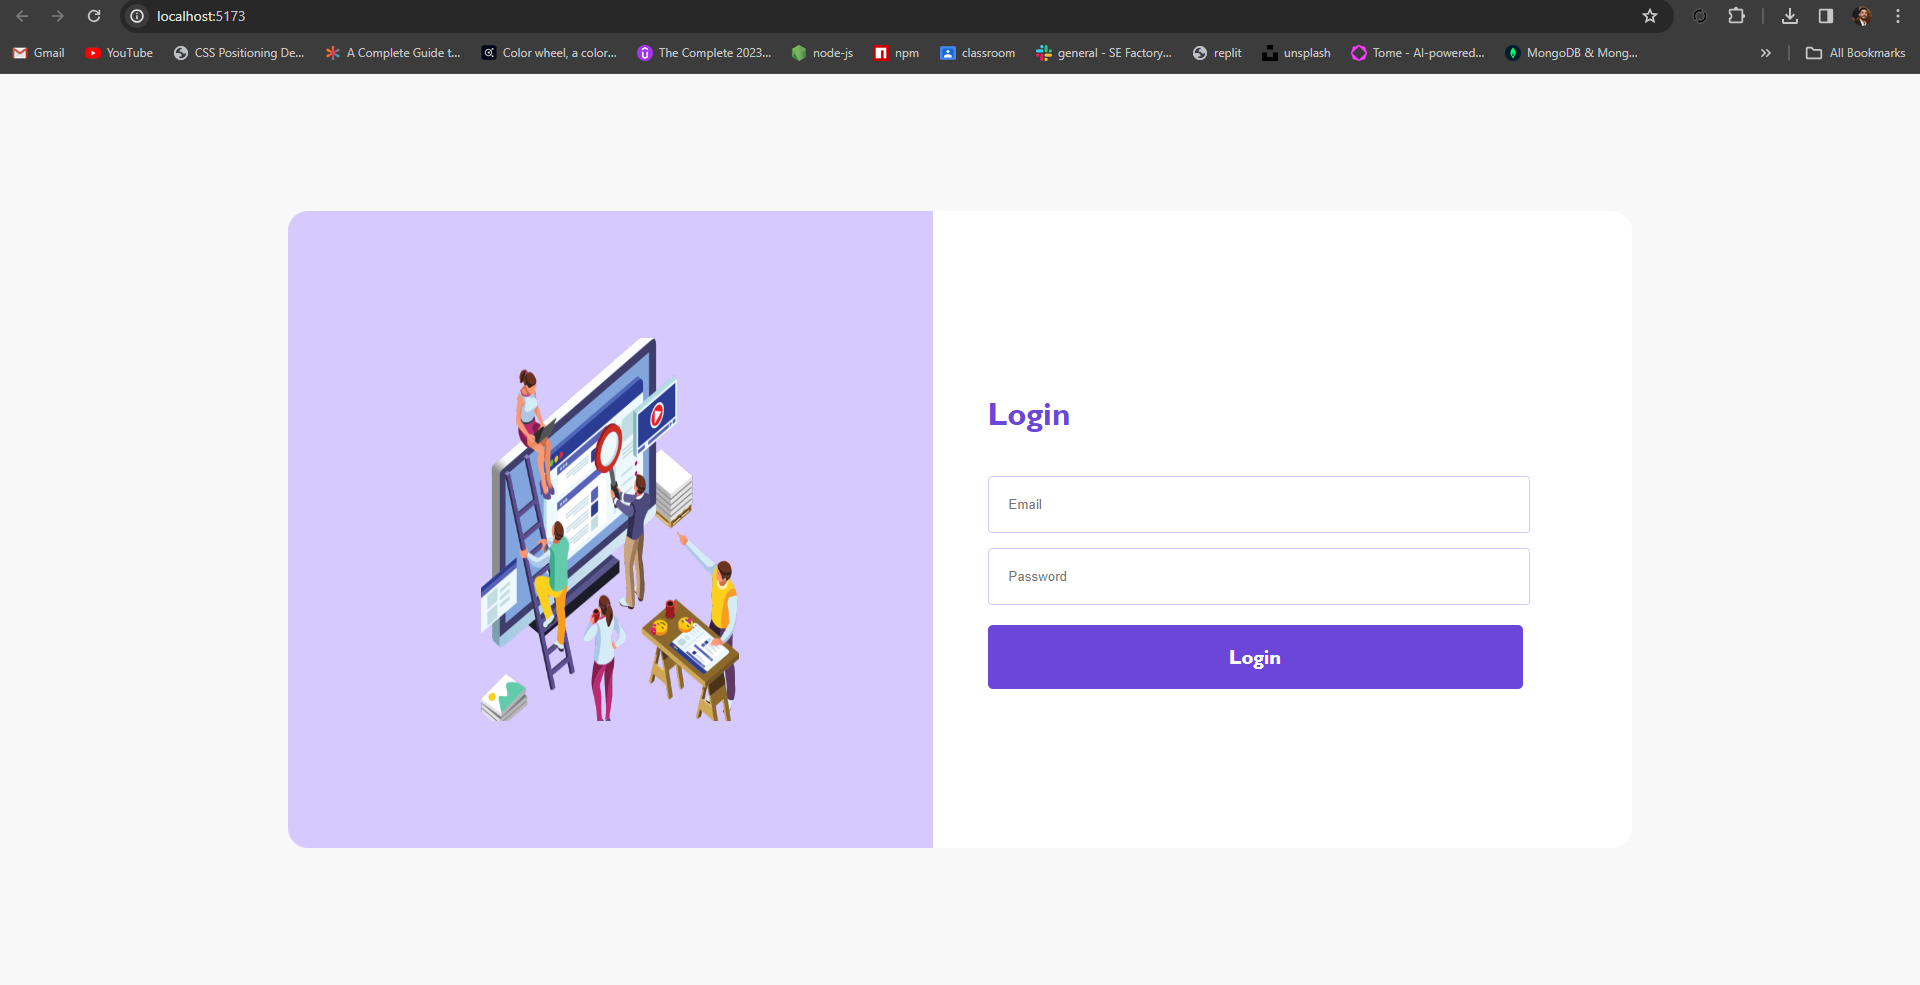 localhost:5173
Gmail YouTube CSS Positioning De... A Complete Guide t... Color wheel, a color... The Complete 2023... node-js npm classroom general - SE Factory... replit unsplash Tome - AI-powered... MongoDB & Mong... » All Bookmarks
Login
Email
Password
Login